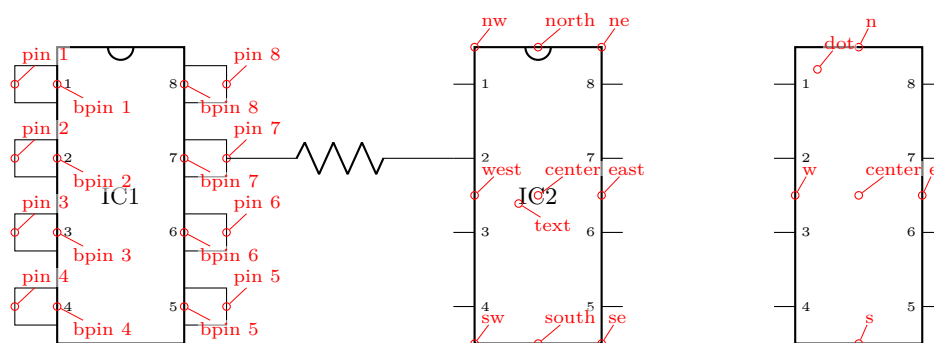 nw north ne n
pin 1 pin 8 dot
1 8 1 8 1 8
bpin 1 bpin 8
pin 2 pin 7
2 7 2 7 2 7
bpin 2 bpin 7 west center east w center e
IC1 IC2
pin 3 pin 6 text
3 6 3 6 3 6
bpin 3 bpin 6
pin 4 pin 5
4 5 4 5 4 5
bpin 4 bpin 5 sw south se s